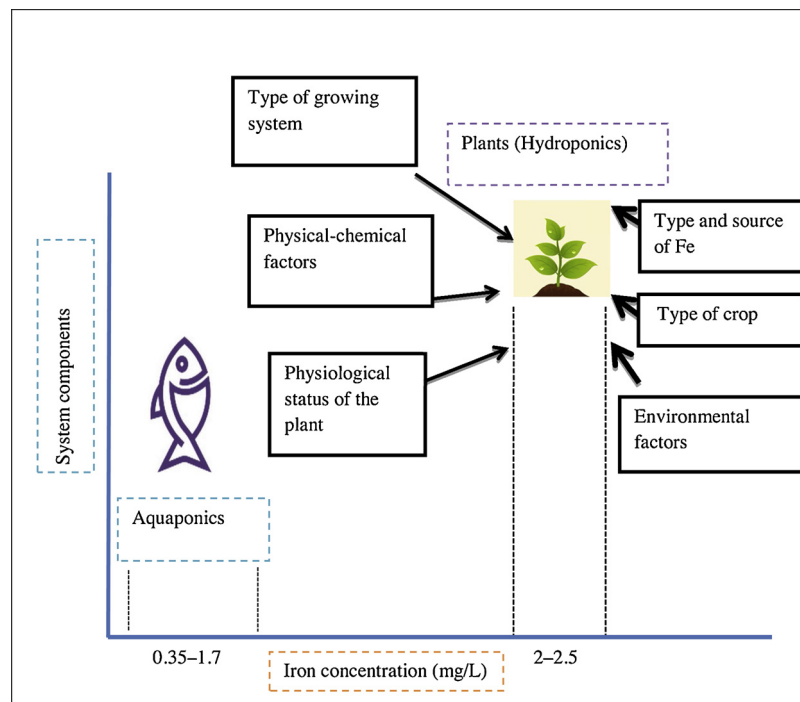 Type of growing
system
Plants (Hydroponics)
Physical-chemical
factors
Type and source
of Fe
Type of crop
Physiological
status of the
plant
Environmental
factors
System components
Aquaponics
0.35–1.7
Iron concentration (mg/L)
2–2.5